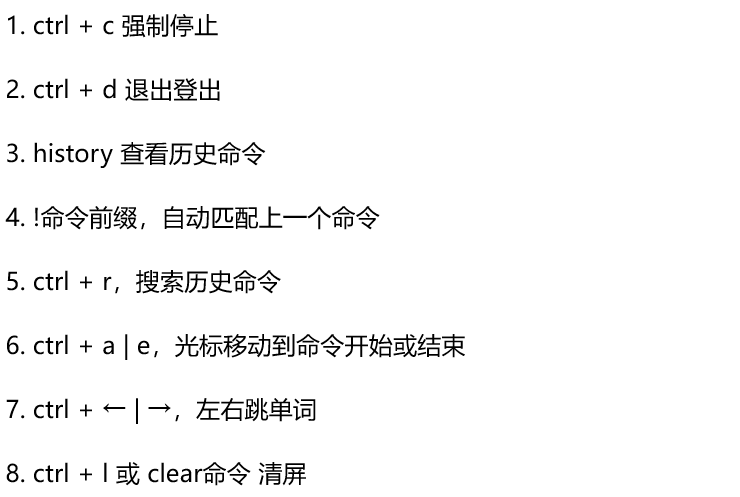 1. ctrl + c 强制停止
2. ctrl + d 退出登出
3. history 查看历史命令
4. !命令前缀，自动匹配上一个命令
5. ctrl + r，搜索历史命令
6. ctrl + a | e，光标移动到命令开始或结束
7. ctrl + ← | →，左右跳单词
8. ctrl + l 或 clear命令 清屏